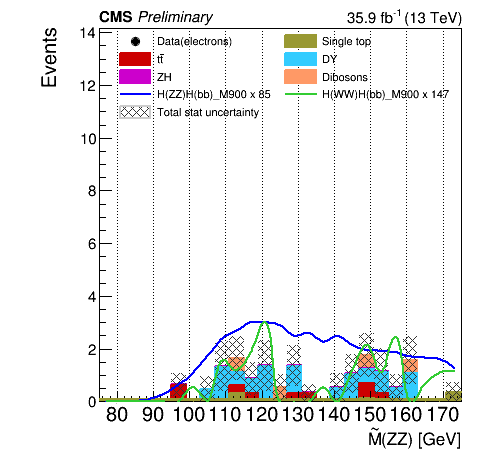 CMS Preliminary 35.9 fb⁻¹ (13 TeV)
Events
Data(electrons) Single top
tt̄ DY
ZH Dibosons
H(ZZ)H(bb)_M900 x 85 H(WW)H(bb)_M900 x 147
Total stat uncertainty
14
12
10
8
6
4
2
0
80 90 100 110 120 130 140 150 160 170
M̃(ZZ) [GeV]